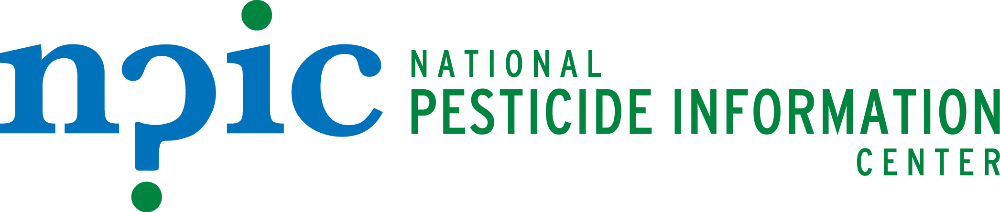 npic
NATIONAL
PESTICIDE INFORMATION
CENTER